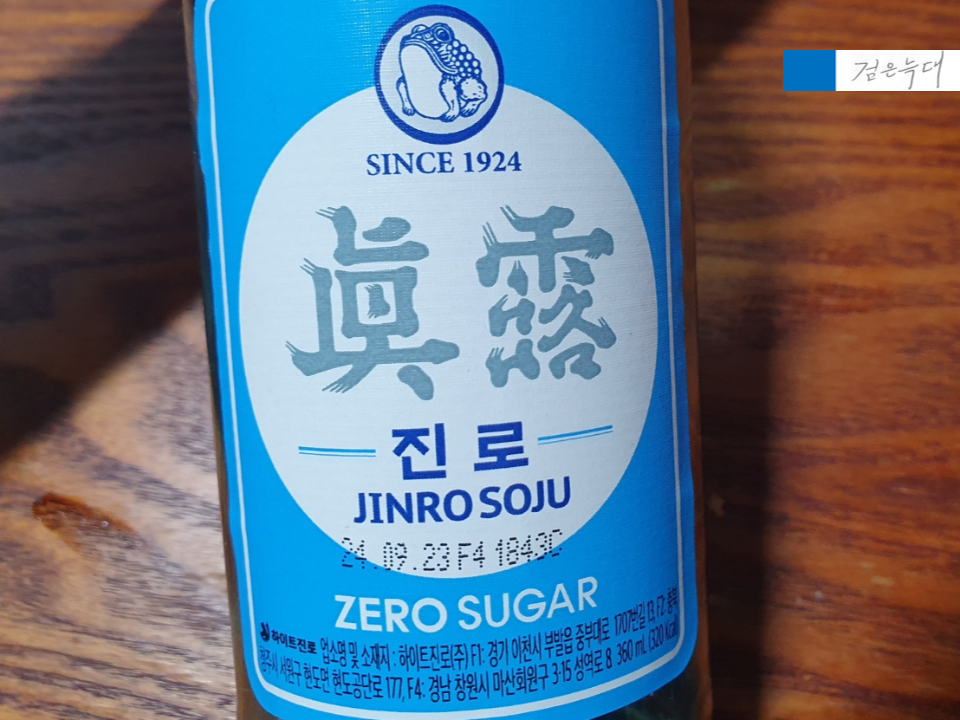 검은늑대
SINCE 1924
眞露
진로
JINRO SOJU
24.09.23 F4 1843C
ZERO SUGAR
하이트진로 업소명 및 소재지 : 하이트진로(주) F1: 경기 이천시 부발읍 중부대로 1707번길 13, F2: 충북
청주시 서원구 현도면 현도공단로 177, F4: 경남 창원시 마산회원구 3·15 성역로 8 360 mL (320 kcal)